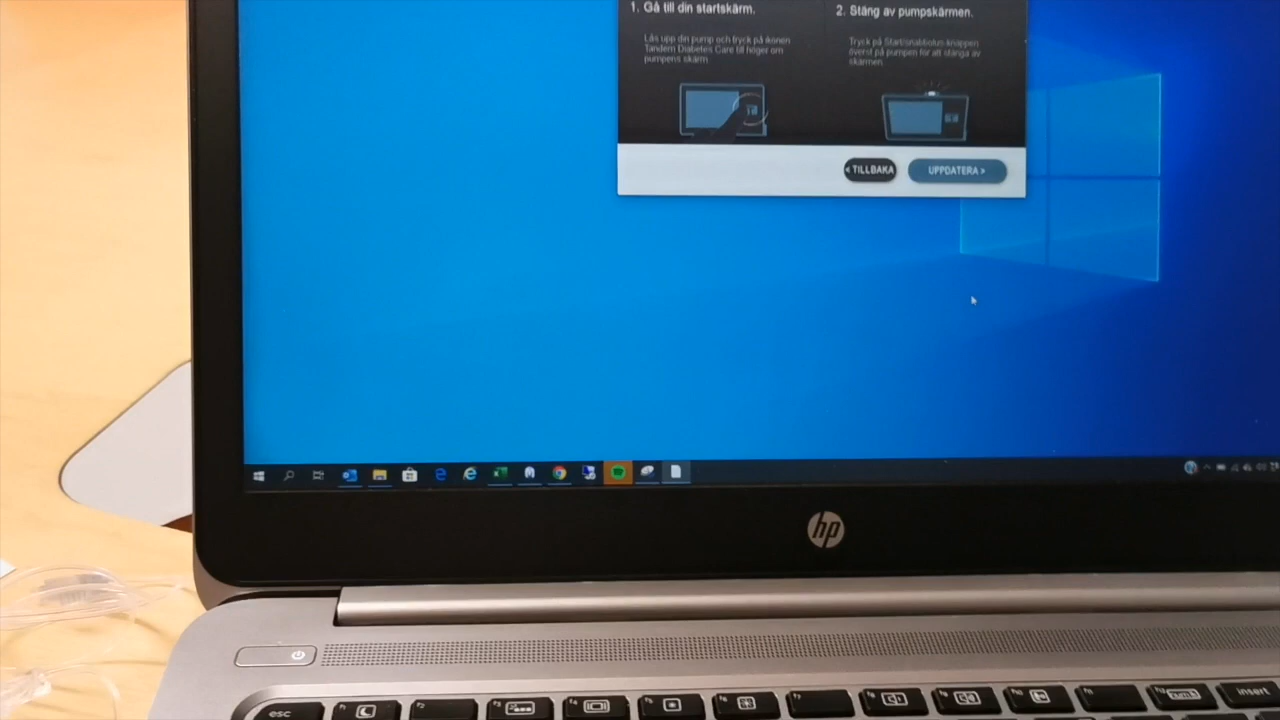 1. Gå till din startskärm.
Lås upp din pump och tryck på ikonen
Tandem Diabetes Care till höger om
pumpens skärm
2. Stäng av pumpskärmen.
Tryck på Start/snabbolus-knappen
överst på pumpen för att stänga av
skärmen.
< TILLBAKA
UPPDATERA >
hp
esc
insert